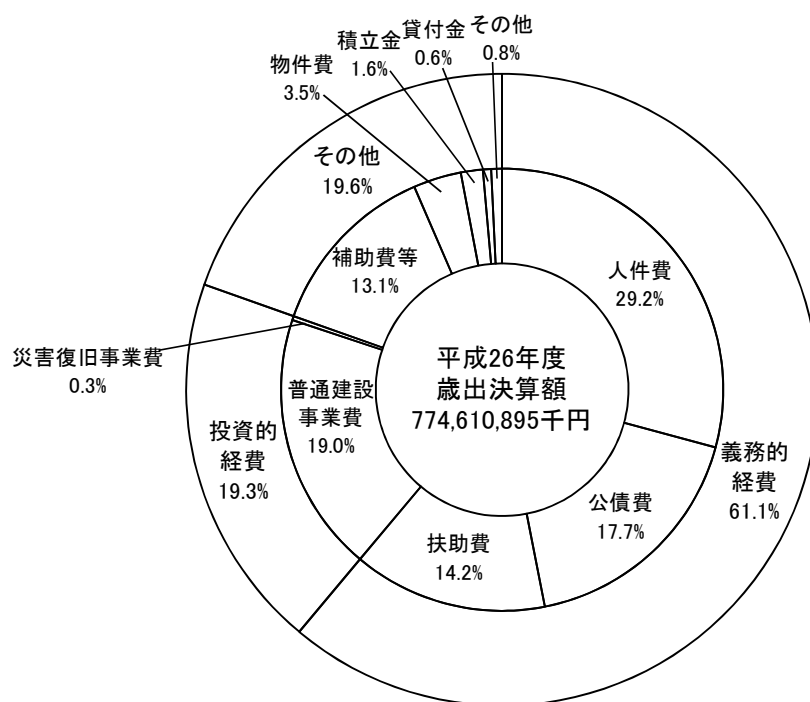 積立金
1.6%
貸付金
0.6%
その他
0.8%
物件費
3.5%
その他
19.6%
補助費等
13.1%
人件費
29.2%
災害復旧事業費
0.3%
平成26年度
歳出決算額
774,610,895千円
普通建設
事業費
19.0%
投資的
経費
19.3%
義務的
経費
61.1%
公債費
17.7%
扶助費
14.2%